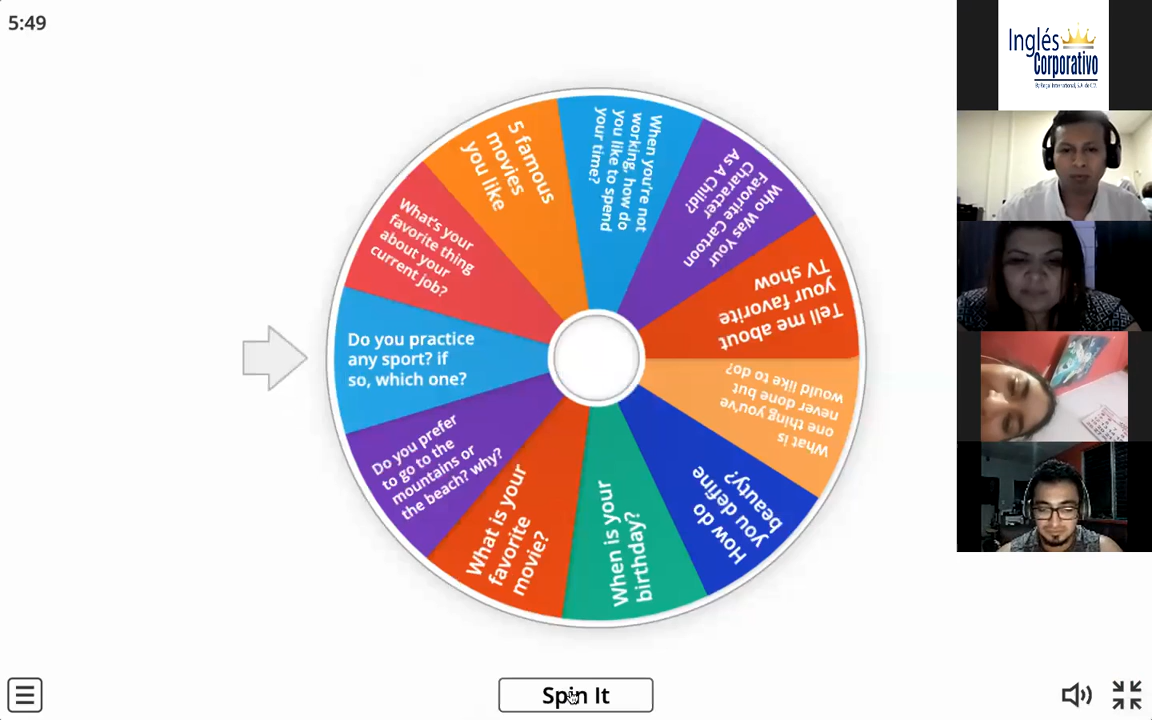 5:49
5 famous
movies
you like
When you're not
working, how do
you like to spend
your time?
Who Was Your
Favorite Cartoon
Character
As A Child?
Tell me about
your favorite
TV show
What is
one thing you've
never done but
would like to do?
How do
you define
beauty?
When is your
birthday?
What is your
favorite
movie?
Do you prefer
to go to the
mountains or
the beach? why?
Do you practice
any sport? if
so, which one?
What's your
favorite thing
about your
current job?
Spin It
Inglés
Corporativo